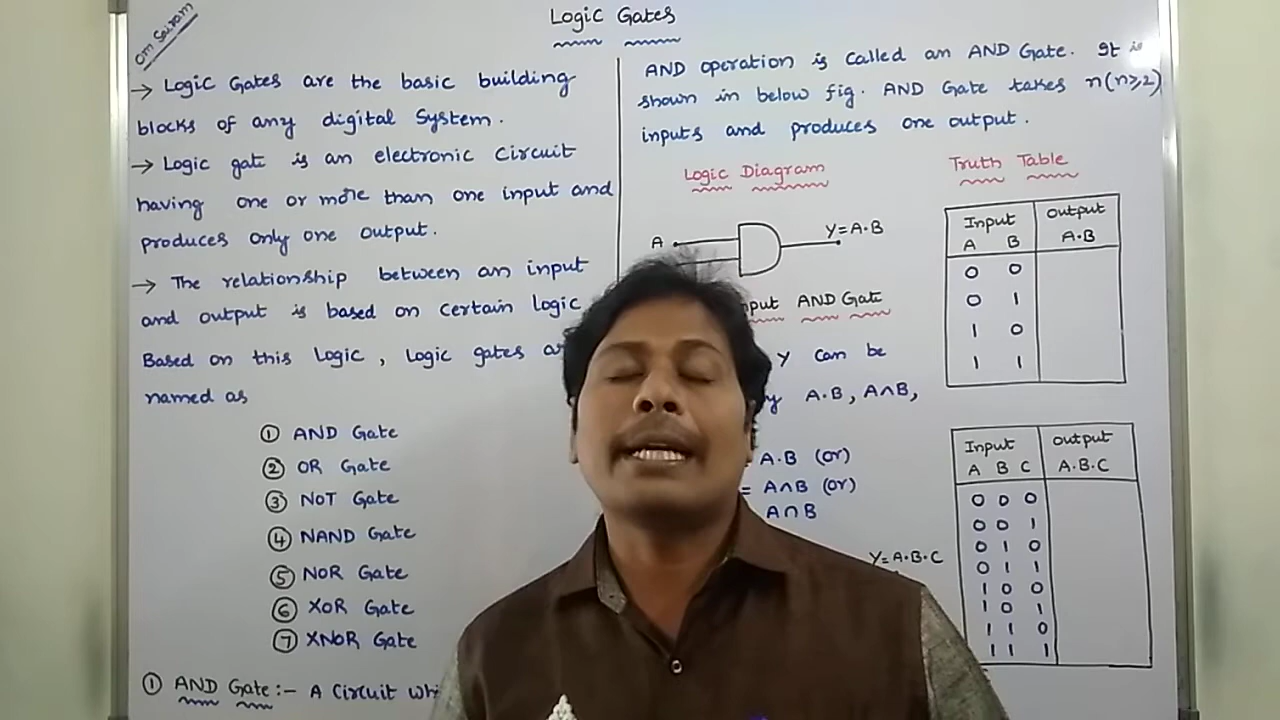 Om Sairam
Logic Gates
→ Logic Gates are the basic building
blocks of any digital System.
→ Logic gate is an electronic circuit
having one or more than one input and
produces only one output.
→ The relationship between an input
and output is based on certain logic
Based on this Logic, Logic gates
named as
① AND Gate
② OR Gate
③ NOT Gate
④ NAND Gate
⑤ NOR Gate
⑥ XOR Gate
⑦ XNOR Gate
① AND Gate :- A Circuit
AND operation is called an AND Gate. It is
shown in below fig. AND Gate takes n(n≥2)
inputs and produces one output.
Logic Diagram
A
Y=A·B
AND Gate
Y can be
A·B, A∧B,
A·B (or)
= A∧B (or)
A∩B
Y=A·B·C
Truth Table
Input output
A B A·B
0 0
0 1
1 0
1 1
Input output
A B C A·B·C
0 0 0
0 0 1
0 1 0
0 1 1
1 0 0
1 0 1
1 1 0
1 1 1